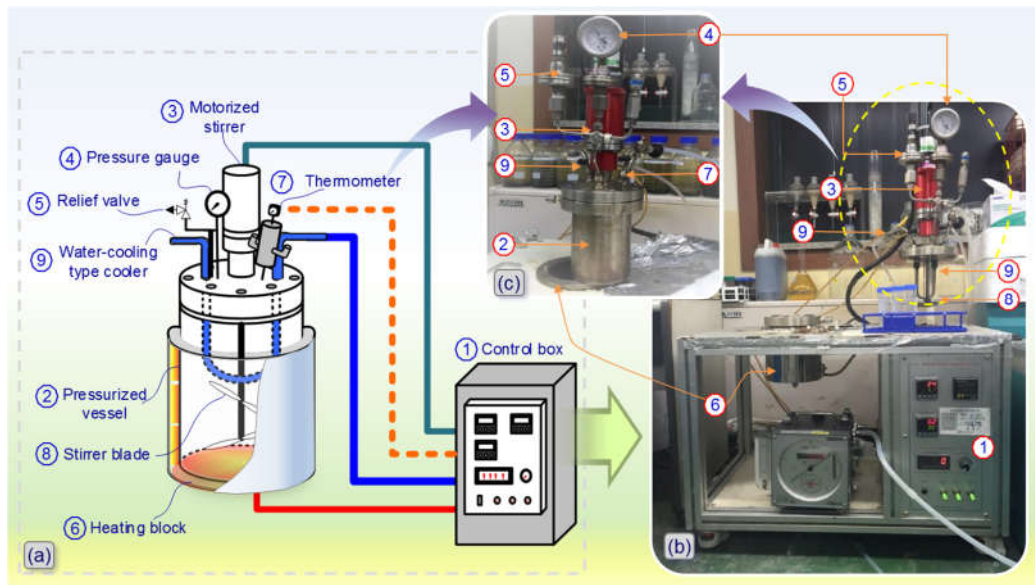 ③ Motorized
stirrer
④ Pressure gauge
⑤ Relief valve
⑦ Thermometer
⑨ Water-cooling
type cooler
① Control box
② Pressurized
vessel
⑧ Stirrer blade
⑥ Heating block
(a)
④
⑤
③
⑨
⑦
②
(c)
⑤
③
⑨
⑨
⑧
⑥
①
0
(b)